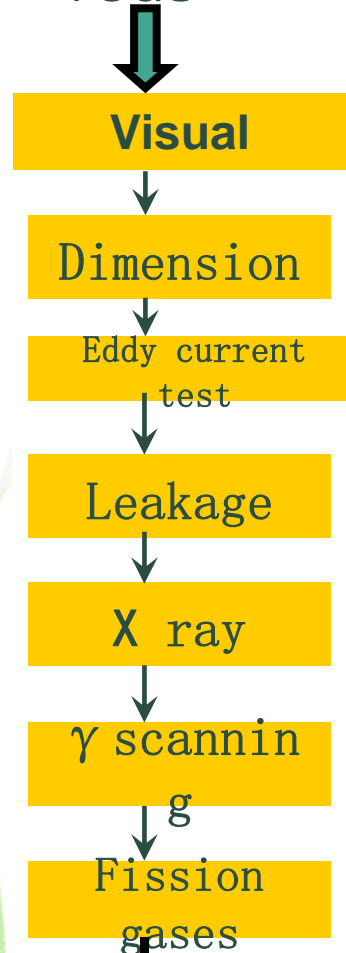 Visual
Dimension
Eddy current
test
Leakage
X ray
γ scannin
g
Fission
gases